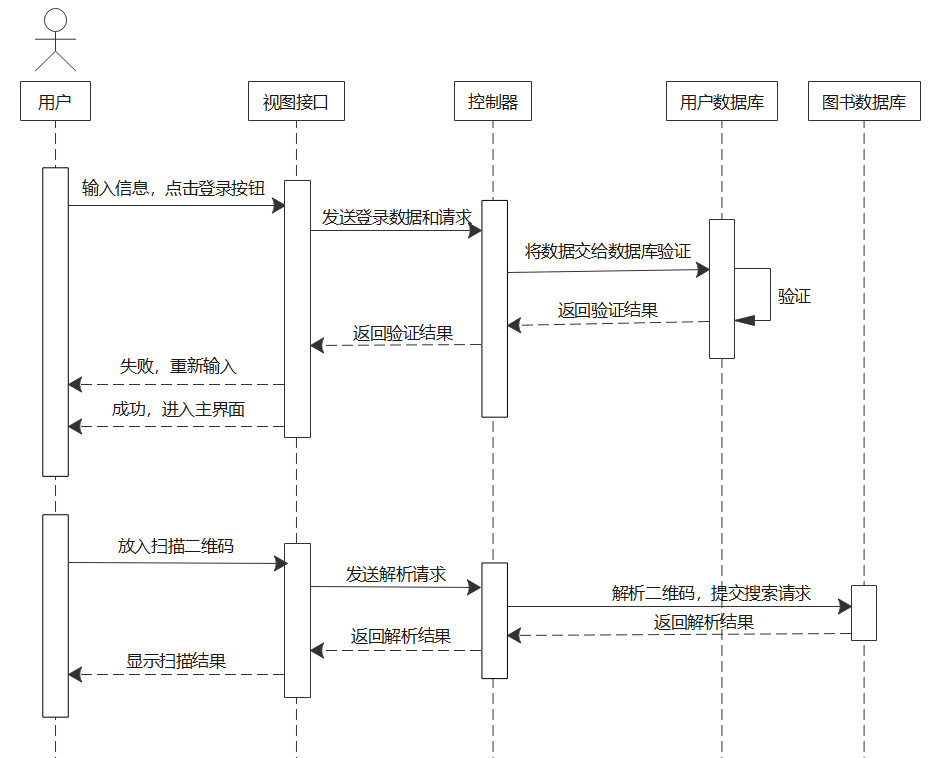 用户
视图接口
控制器
用户数据库
图书数据库
输入信息，点击登录按钮
发送登录数据和请求
将数据交给数据库验证
验证
返回验证结果
返回验证结果
失败，重新输入
成功，进入主界面
放入扫描二维码
发送解析请求
解析二维码，提交搜索请求
返回解析结果
返回解析结果
显示扫描结果